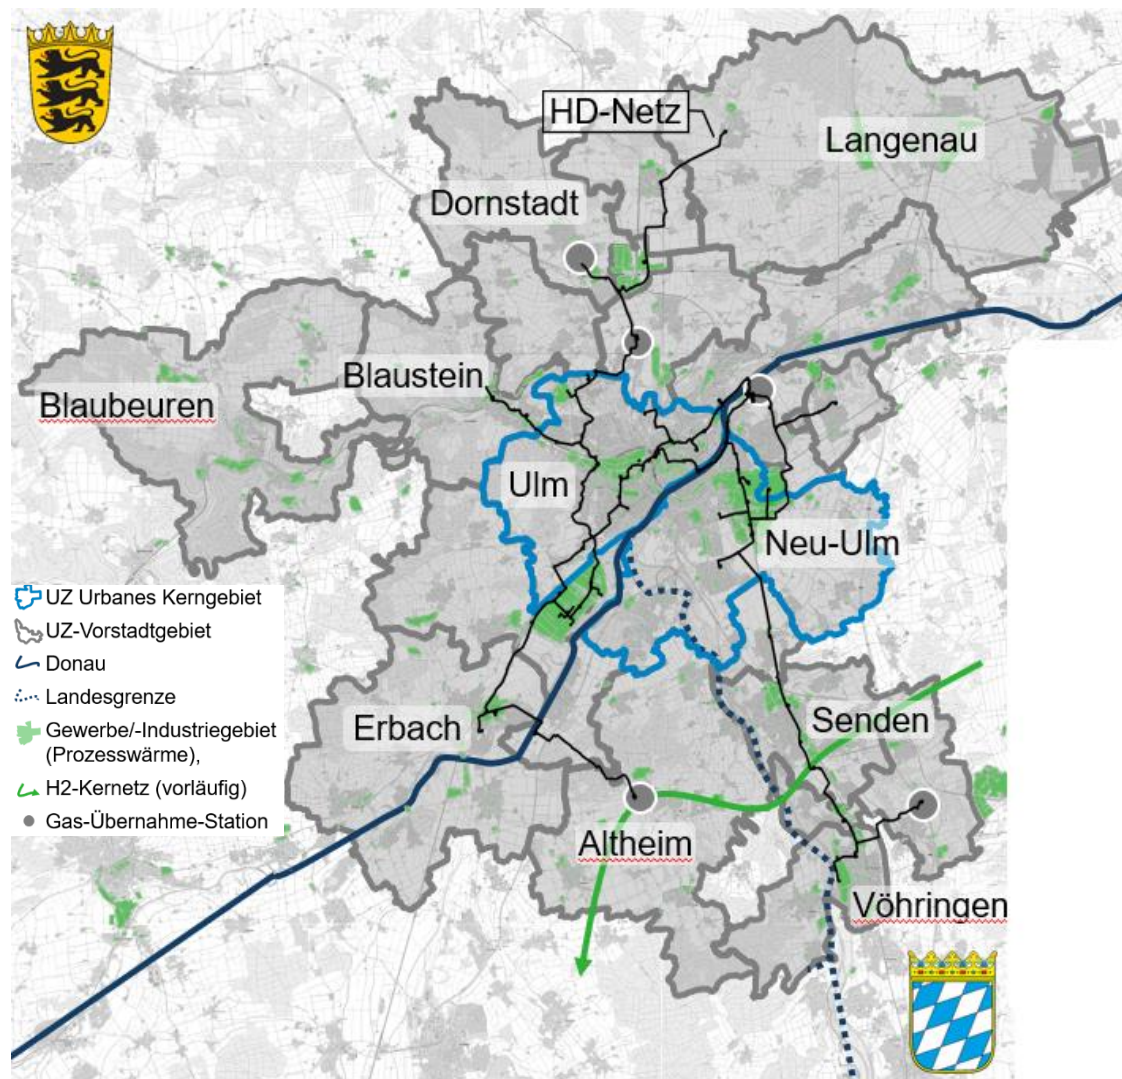 HD-Netz
Langenau
Dornstadt
Blaustein
Blaubeuren
Ulm
Neu-Ulm
UZ Urbanes Kerngebiet
UZ-Vorstadtgebiet
Donau
Landesgrenze
Gewerbe/-Industriegebiet
(Prozesswärme),
H2-Kernetz (vorläufig)
Gas-Übernahme-Station
Erbach
Senden
Altheim
Vöhringen